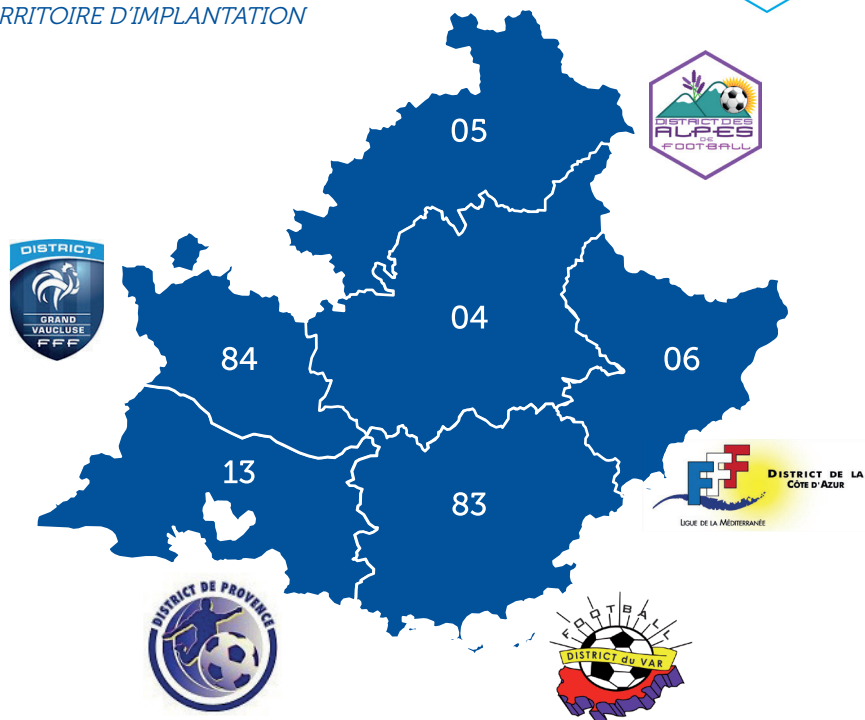 RRITOIRE D'IMPLANTATION
05
DISTRICT DES
ALPES
DE
FOOTBALL
DISTRICT
GRAND
VAUCLUSE
FFF
04
84
06
13
83
FFF
DISTRICT DE LA
CÔTE D'AZUR
LIGUE DE LA MÉDITERRANÉE
DISTRICT DE PROVENCE
FOOTBALL
DISTRICT du VAR